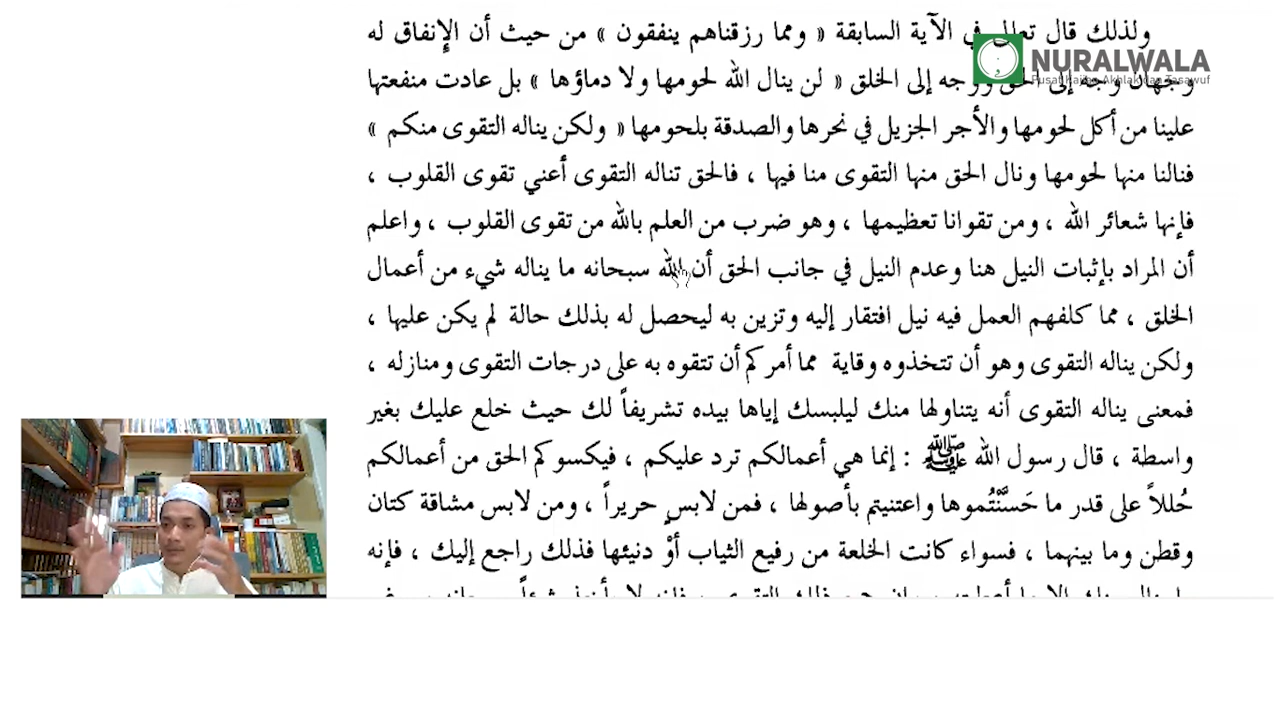 ولذلك قال تعالى في الآية السابقة « ومما رزقناهم ينفقون » من حيث أن الإنفاق له
وجهان وجه إلى الحق ووجه إلى الخلق « لن ينال الله لحومها ولا دماؤها » بل عادت منفعتها
علينا من أكل لحومها والأجر الجزيل في نحرها والصدقة بلحومها « ولكن يناله التقوى منكم »
فنالنا منها لحومها ونال الحق منها التقوى منا فيها ، فالحق تناله التقوى أعني تقوى القلوب ،
فإنها شعائر الله ، ومن تقوانا تعظيمها ، وهو ضرب من العلم بالله من تقوى القلوب ، واعلم
أن المراد بإثبات النيل هنا وعدم النيل في جانب الحق أن الله سبحانه ما يناله شيء من أعمال
الخلق ، مما كلفهم العمل فيه نيل افتقار إليه وتزين به ليحصل له بذلك حالة لم يكن عليها ،
ولكن يناله التقوى وهو أن تتخذوه وقاية مما أمركم أن تتقوه به على درجات التقوى ومنازله ،
فمعنى يناله التقوى أنه يتناولها منك ليلبسك إياها بيده تشريفاً لك حيث خلع عليك بغير
واسطة ، قال رسول الله ﷺ : إنما هي أعمالكم ترد عليكم ، فيكسوكم الحق من أعمالكم
حُللاً على قدر ما حَسَّنْتُموها واعتنيتم بأصولها ، فمن لابسٍ حريراً ، ومن لابس مشاقة كتان
وقطن وما بينهما ، فسواء كانت الخلعة من رفيع الثياب أوْ دنيئها فذلك راجع إليك ، فإنه
NURALWALA
Pusat Kajian Akhlak dan Tasawuf